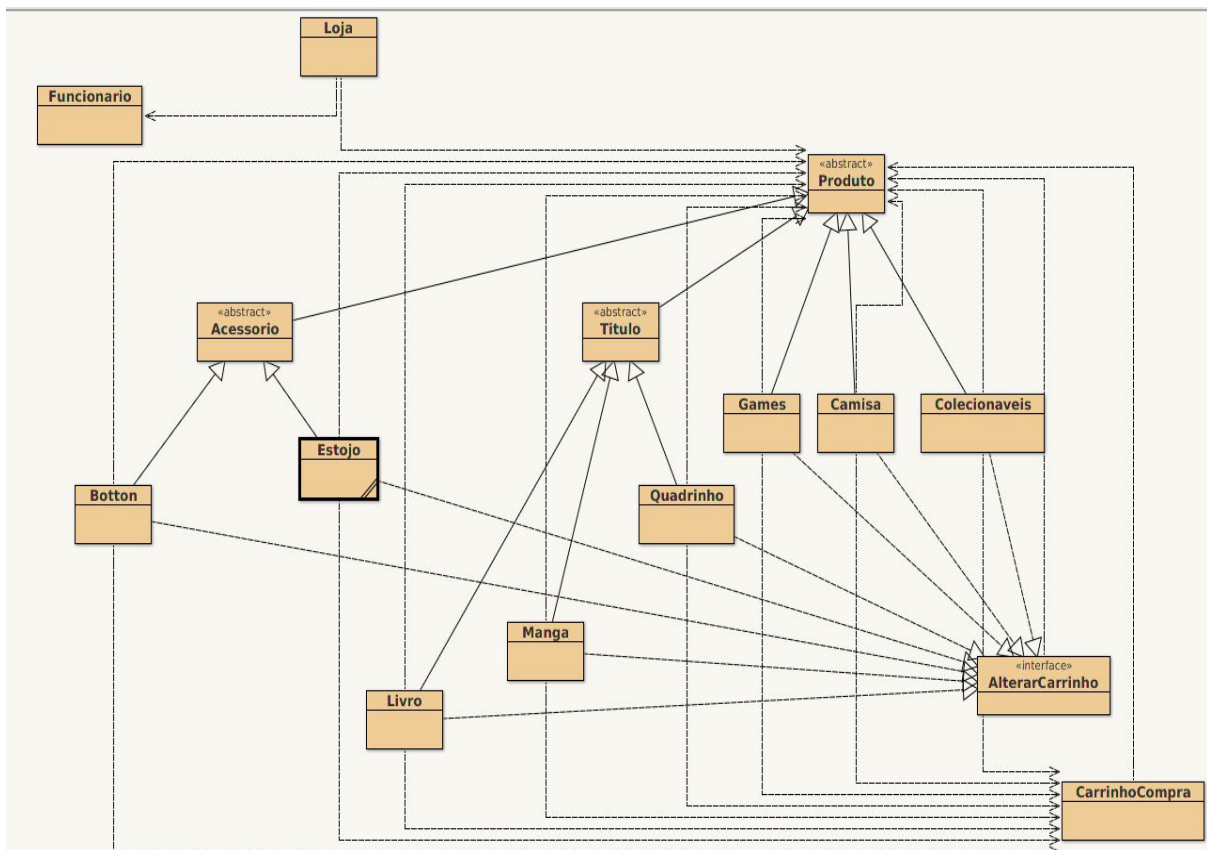 Loja
Funcionario
«abstract»
Produto
«abstract»
Acessorio
«abstract»
Titulo
Games
Camisa
Colecionaveis
Estojo
Botton
Quadrinho
Manga
«interface»
AlterarCarrinho
Livro
CarrinhoCompra